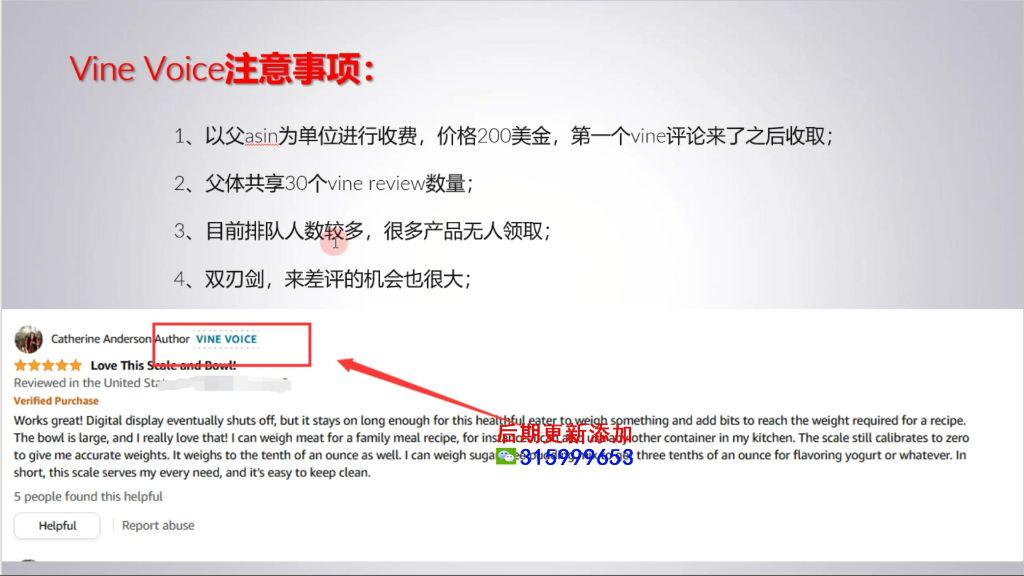 Vine Voice注意事项：
1、以父asin为单位进行收费，价格200美金，第一个vine评论来了之后收取；
2、父体共享30个vine review数量；
3、目前排队人数较多，很多产品无人领取；
4、双刃剑，来差评的机会也很大；
Catherine Anderson Author VINE VOICE
Love This Scale and Bowl!
Reviewed in the United Sta
Verified Purchase
Works great! Digital display eventually shuts off, but it stays on long enough for this healthful eater to weigh something and add bits to reach the weight required for a recipe.
The bowl is large, and I really love that! I can weigh meat for a family meal recipe, for other container in my kitchen. The scale still calibrates to zero
to give me accurate weights. It weighs to the tenth of an ounce as well. I can weigh three tenths of an ounce for flavoring yogurt or whatever. In
short, this scale serves my every need, and it's easy to keep clean.
后期更新添加
315999653
5 people found this helpful
Helpful
Report abuse